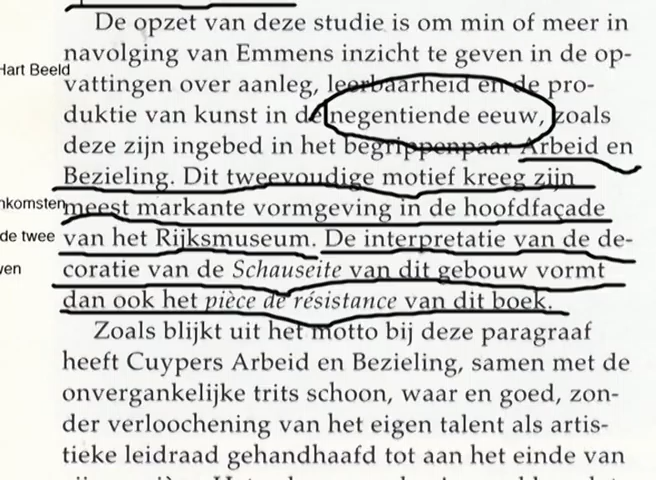 De opzet van deze studie is om min of meer in
navolging van Emmens inzicht te geven in de op-
Hart Beeld
vattingen over aanleg, leerbaarheid en de pro-
duktie van kunst in de negentiende eeuw, zoals
deze zijn ingebed in het begrippenpaar Arbeid en
Bezieling. Dit tweevoudige motief kreeg zijn
nkomsten
meest markante vormgeving in de hoofdfaçade
de twee
van het Rijksmuseum. De interpretatie van de de-
ven
coratie van de Schauseite van dit gebouw vormt
dan ook het pièce de résistance van dit boek.
Zoals blijkt uit het motto bij deze paragraaf
heeft Cuypers Arbeid en Bezieling, samen met de
onvergankelijke trits schoon, waar en goed, zon-
der verloochening van het eigen talent als artis-
tieke leidraad gehandhaafd tot aan het einde van